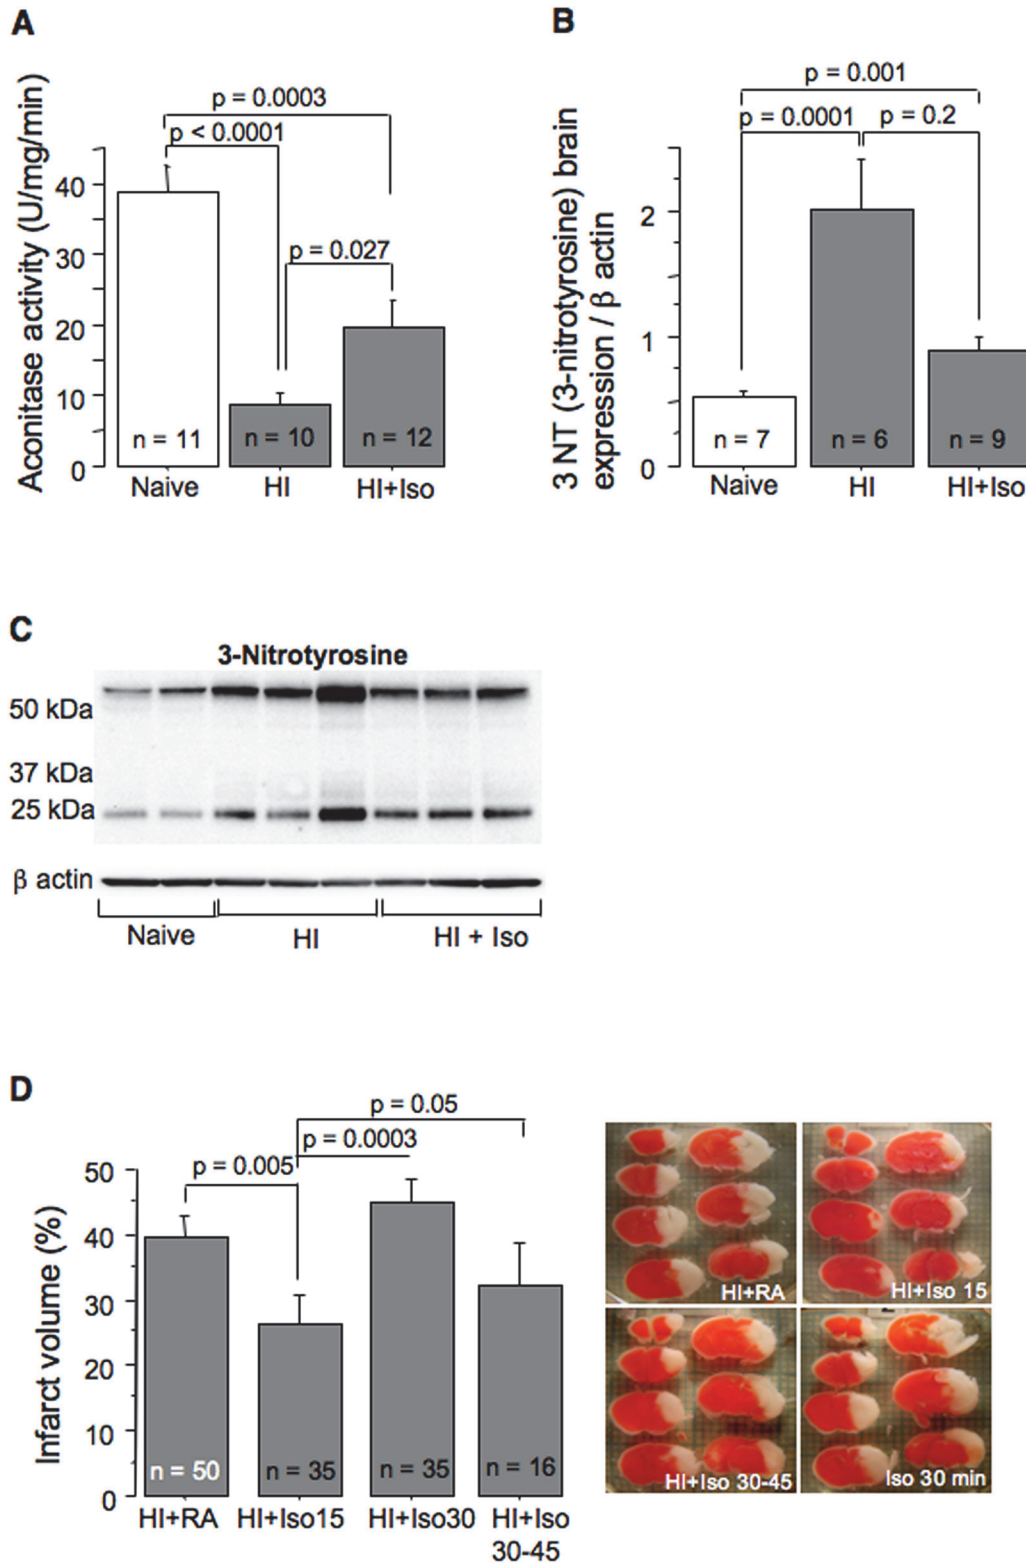 A
Aconitase activity (U/mg/min)
p = 0.0003
p < 0.0001
p = 0.027
40
30
20
10
0
n = 11
n = 10
n = 12
Naive
HI
HI+Iso
B
3 NT (3-nitrotyrosine) brain
expression / β actin
p = 0.001
p = 0.0001
p = 0.2
2
1
0
n = 7
n = 6
n = 9
Naive
HI
HI+Iso
C
3-Nitrotyrosine
50 kDa
37 kDa
25 kDa
β actin
Naive
HI
HI + Iso
D
Infarct volume (%)
p = 0.05
p = 0.0003
p = 0.005
50
40
30
20
10
0
n = 50
n = 35
n = 35
n = 16
HI+RA
HI+Iso15
HI+Iso30
HI+Iso
30-45
HI+RA
HI+Iso 15
HI+Iso 30-45
Iso 30 min